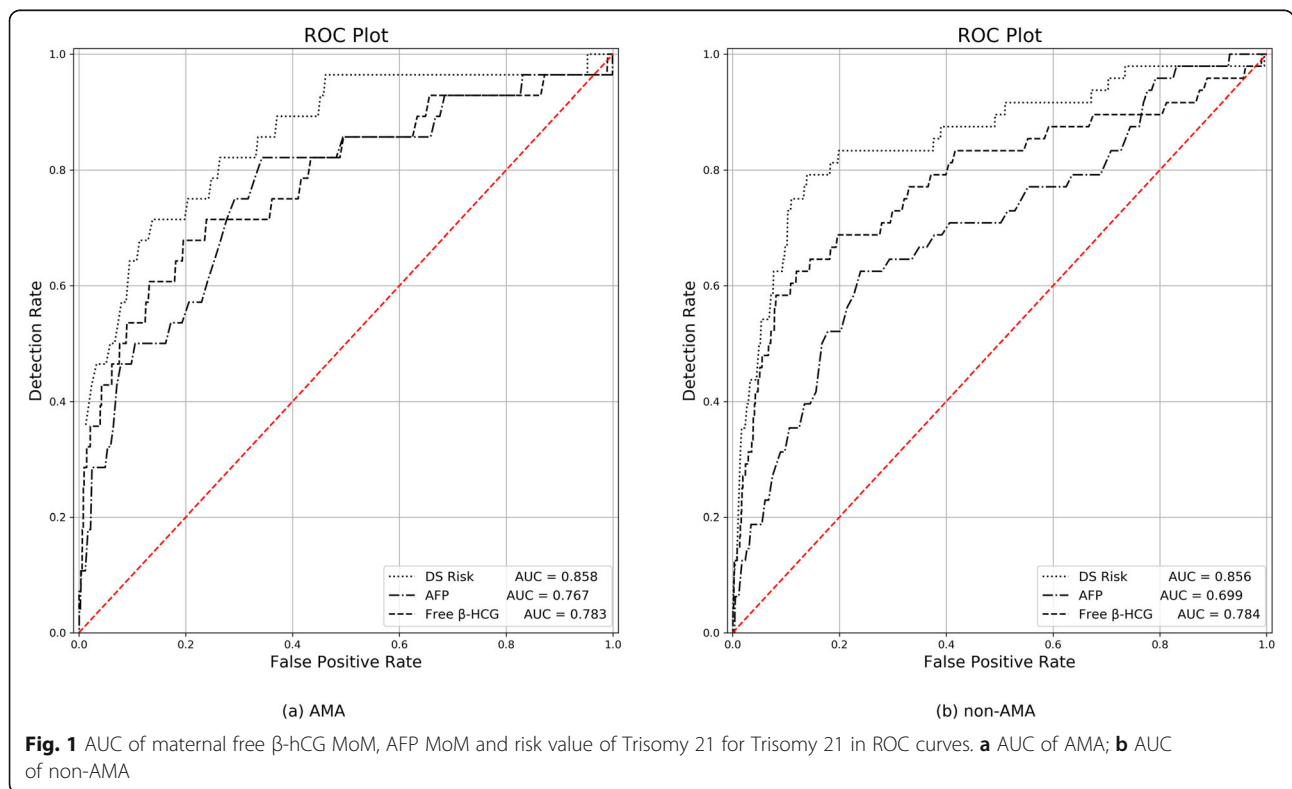 ROC Plot
1.0
0.8
0.6
0.4
0.2
0.0
Detection Rate
0.0 0.2 0.4 0.6 0.8 1.0
False Positive Rate
DS Risk AUC = 0.858
AFP AUC = 0.767
Free β-HCG AUC = 0.783
(a) AMA
ROC Plot
1.0
0.8
0.6
0.4
0.2
0.0
Detection Rate
0.0 0.2 0.4 0.6 0.8 1.0
False Positive Rate
DS Risk AUC = 0.856
AFP AUC = 0.699
Free β-HCG AUC = 0.784
(b) non-AMA
Fig. 1 AUC of maternal free β-hCG MoM, AFP MoM and risk value of Trisomy 21 for Trisomy 21 in ROC curves. a AUC of AMA; b AUC
of non-AMA